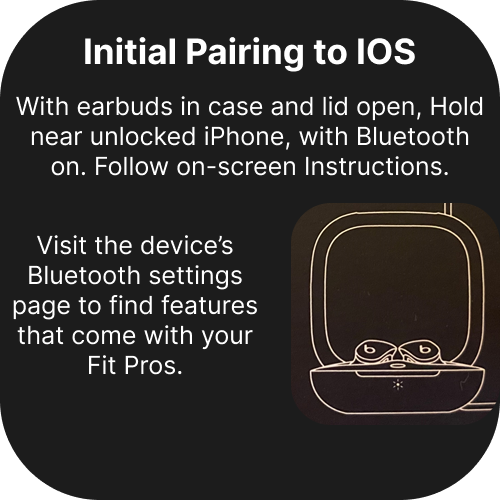 Initial Pairing to IOS
With earbuds in case and lid open, Hold
near unlocked iPhone, with Bluetooth
on. Follow on-screen Instructions.
Visit the device’s
Bluetooth settings
page to find features
that come with your
Fit Pros.